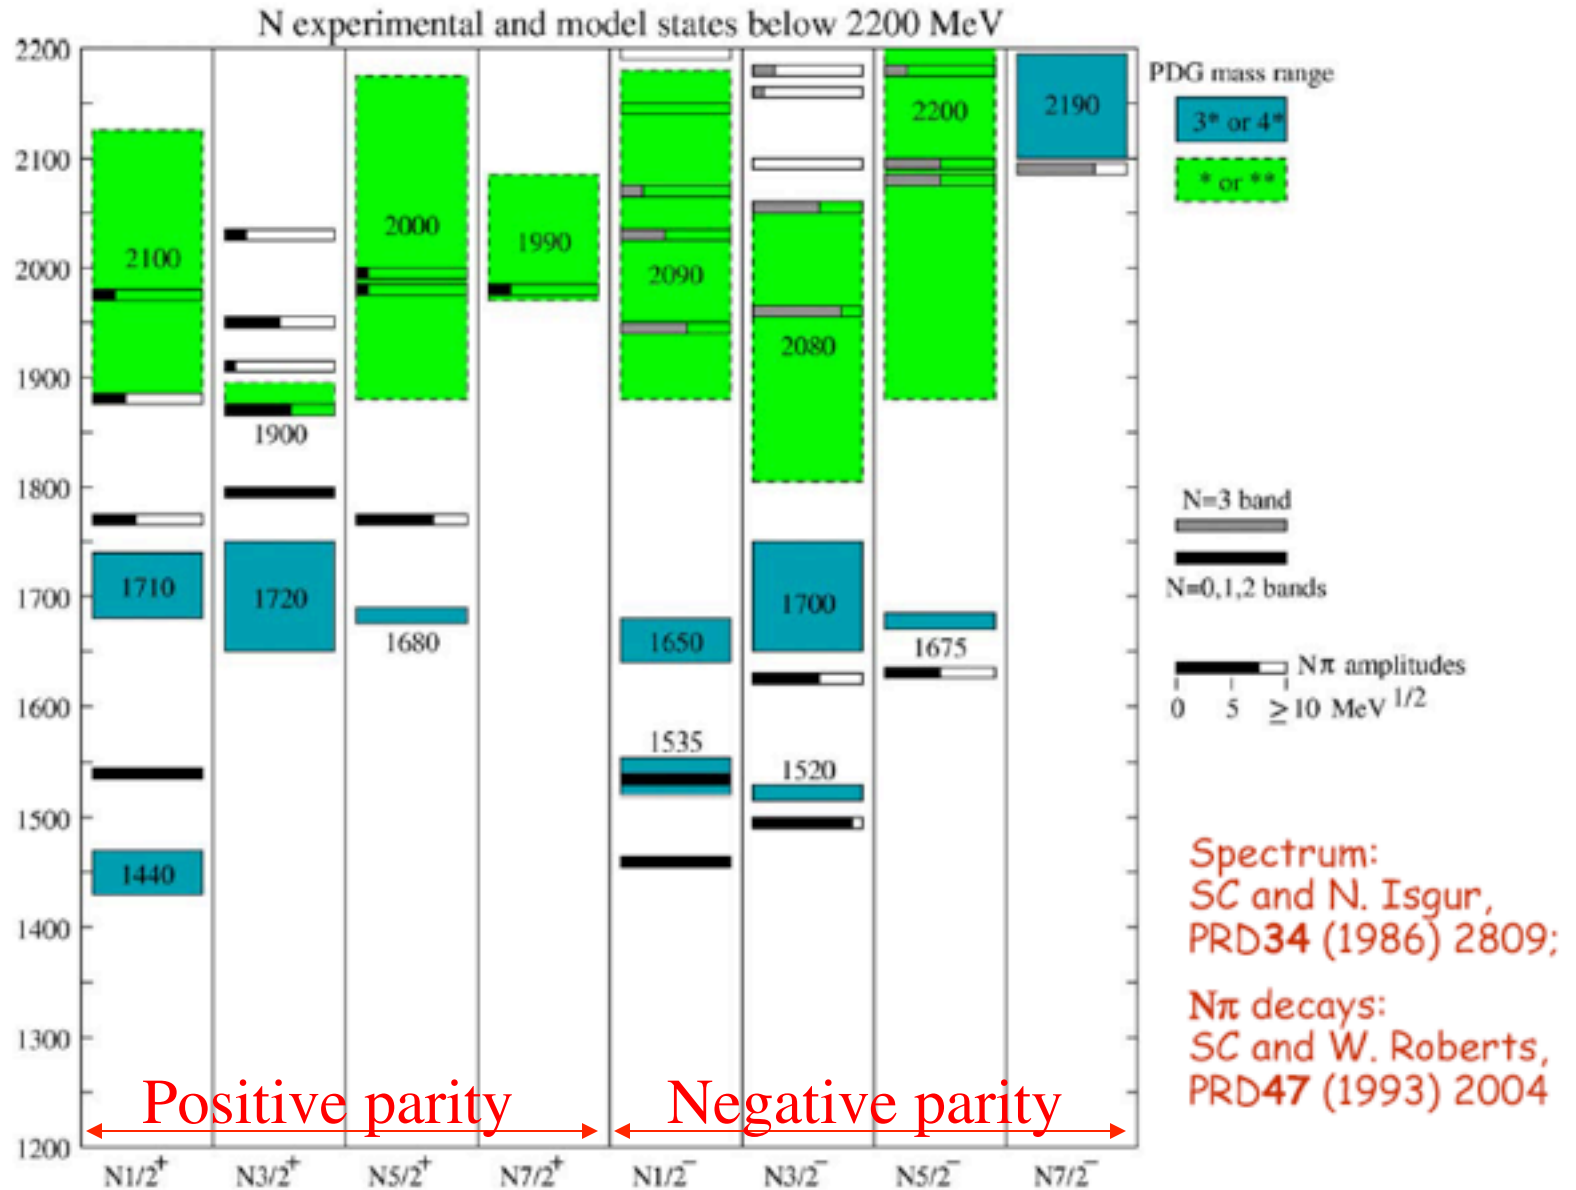 N experimental and model states below 2200 MeV
2200
2100
2000
1900
1800
1700
1600
1500
1400
1300
1200
2100
1710
1440
1900
1720
2000
1680
1990
2090
1650
1535
2080
1700
1520
2200
1675
2190
Positive parity
Negative parity
N1/2⁺
N3/2⁺
N5/2⁺
N7/2⁺
N1/2⁻
N3/2⁻
N5/2⁻
N7/2⁻
PDG mass range
3* or 4*
* or **
N=3 band
N=0,1,2 bands
Nπ amplitudes
0 5 ≥10 MeV 1/2
Spectrum:
SC and N. Isgur,
PRD34 (1986) 2809;
Nπ decays:
SC and W. Roberts,
PRD47 (1993) 2004